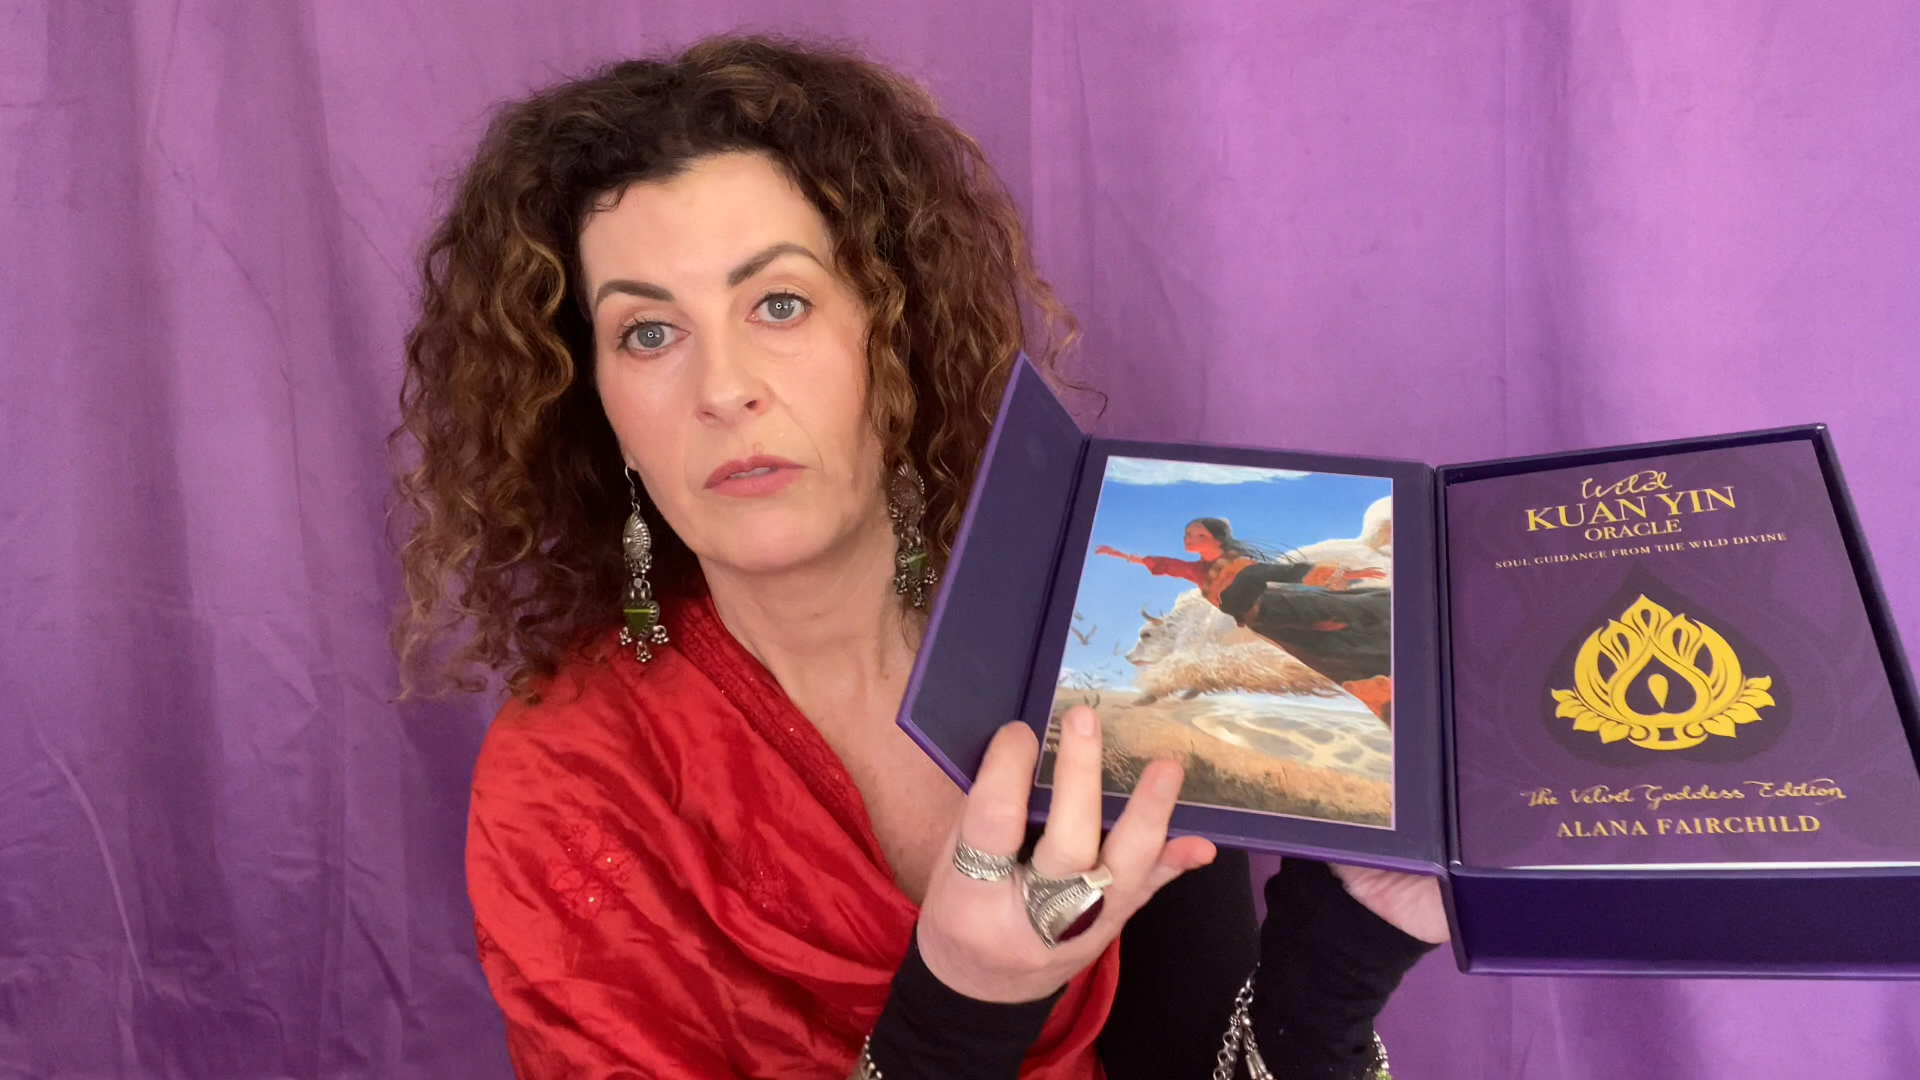 Wild
KUAN YIN
ORACLE
SOUL GUIDANCE FROM THE WILD DIVINE
The Velvet Goddess Edition
ALANA FAIRCHILD